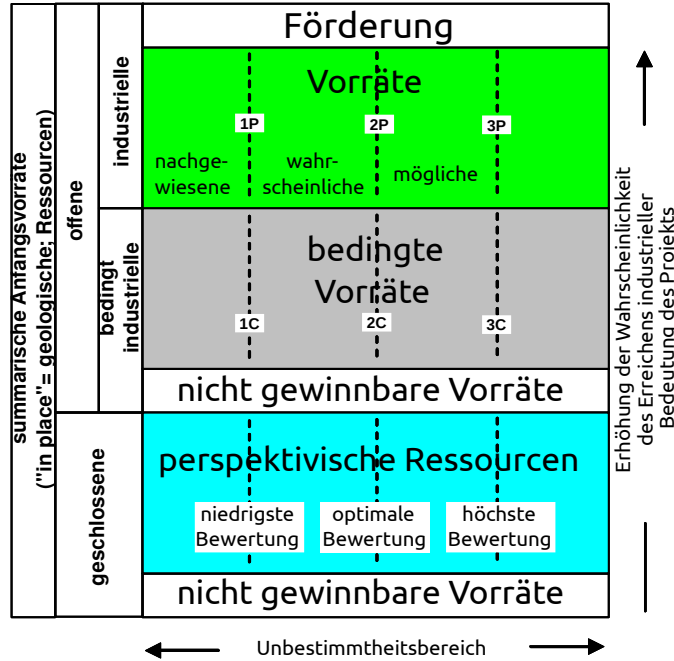 summarische Anfangsvorräte
("in place"= geologische; Ressourcen)
offene
industrielle
Förderung
Vorräte
1P
2P
3P
nachge-
wiesene
wahr-
scheinliche
mögliche
bedingt
industrielle
bedingte
Vorräte
1C
2C
3C
nicht gewinnbare Vorräte
geschlossene
perspektivische Ressourcen
niedrigste
Bewertung
optimale
Bewertung
höchste
Bewertung
nicht gewinnbare Vorräte
Unbestimmtheitsbereich
Erhöhung der Wahrscheinlichkeit
des Erreichens industrieller
Bedeutung des Projekts